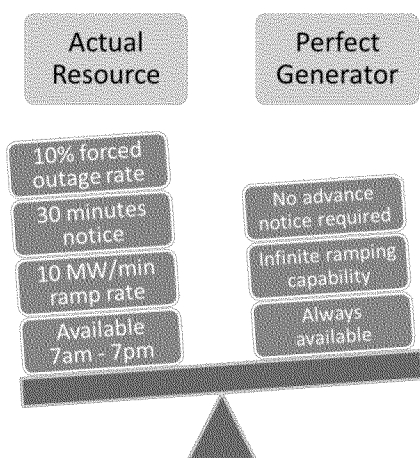 Actual
Resource
Perfect
Generator
10% forced
outage rate
30 minutes
notice
10 MW/min
ramp rate
Available
7am - 7pm
No advance
notice required
Infinite ramping
capability
Always
available